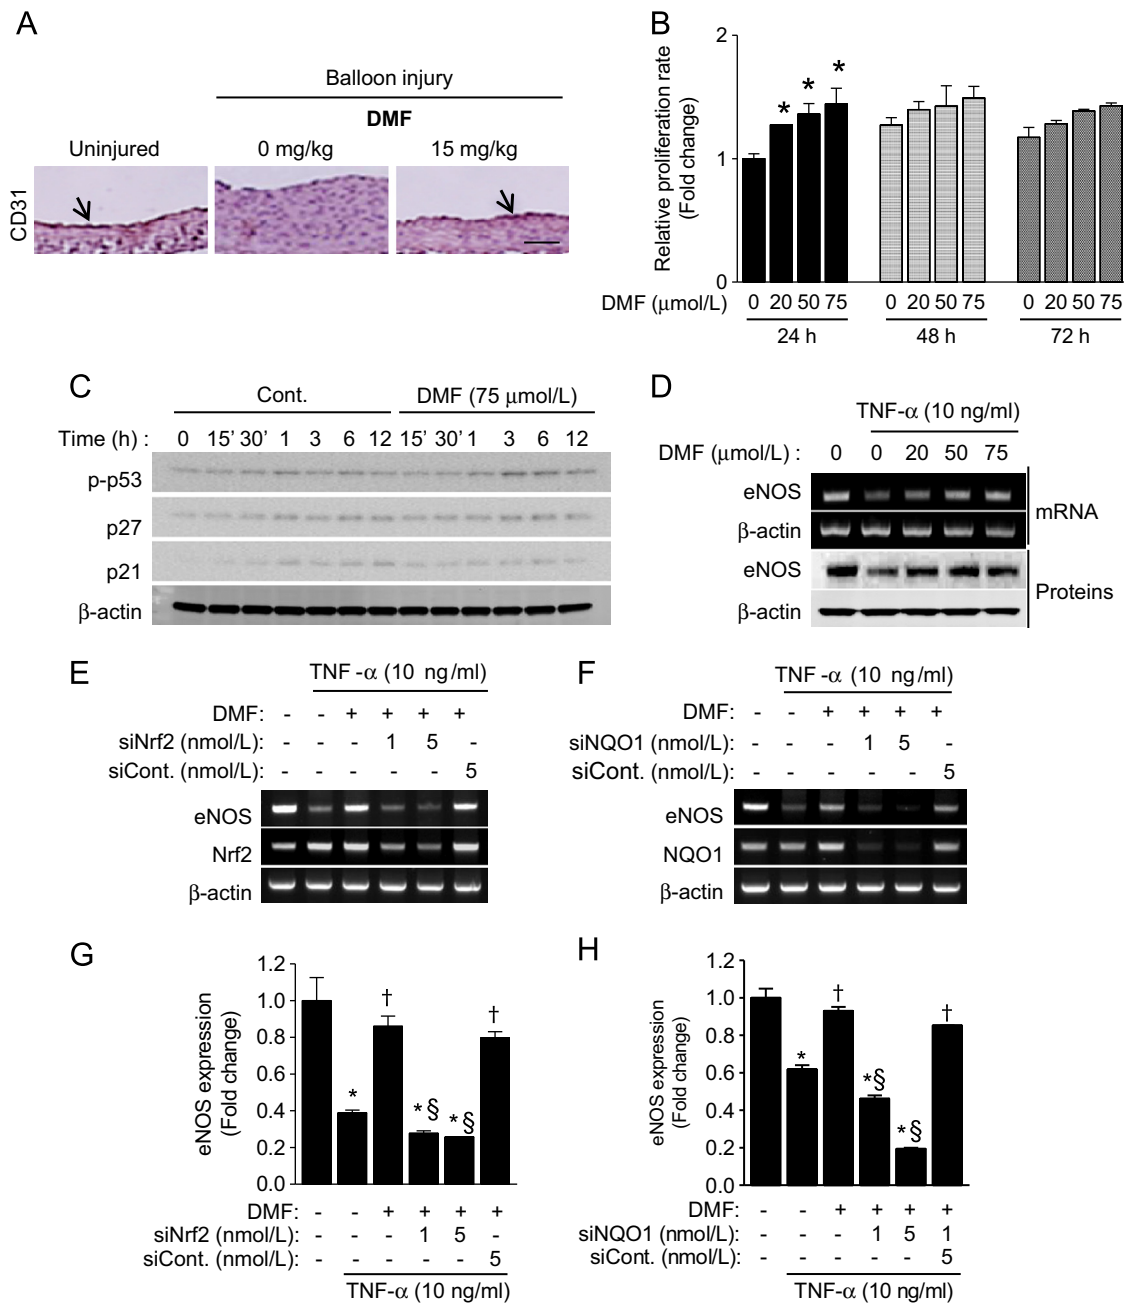 A
Balloon injury
DMF
Uninjured 0 mg/kg 15 mg/kg
CD31
B
Relative proliferation rate
(Fold change)
2
1
0
* * *
DMF (μmol/L) 0 20 50 75 0 20 50 75 0 20 50 75
24 h 48 h 72 h
C
Cont. DMF (75 μmol/L)
Time (h) : 0 15’ 30’ 1 3 6 12 15’ 30’ 1 3 6 12
p-p53
p27
p21
β-actin
D
TNF-α (10 ng/ml)
DMF (μmol/L) : 0 0 20 50 75
eNOS
β-actin
mRNA
eNOS
β-actin
Proteins
E
TNF -α (10 ng/ml)
DMF: - - + + + +
siNrf2 (nmol/L): - - - 1 5 -
siCont. (nmol/L): - - - - - 5
eNOS
Nrf2
β-actin
F
TNF -α (10 ng/ml)
DMF: - - + + + +
siNQO1 (nmol/L): - - - 1 5 -
siCont. (nmol/L): - - - - - 5
eNOS
NQO1
β-actin
G
eNOS expression
(Fold change)
1.2
1.0
0.8
0.6
0.4
0.2
0.0
* † *§ *§ †
DMF: - - + + + +
siNrf2 (nmol/L): - - - 1 5 -
siCont. (nmol/L): - - - - - 5
TNF-α (10 ng/ml)
H
eNOS expression
(Fold change)
1.2
1.0
0.8
0.6
0.4
0.2
0.0
* † *§ *§ †
DMF: - - + + + +
siNQO1 (nmol/L): - - - 1 5 1
siCont. (nmol/L): - - - - - 5
TNF-α (10 ng/ml)